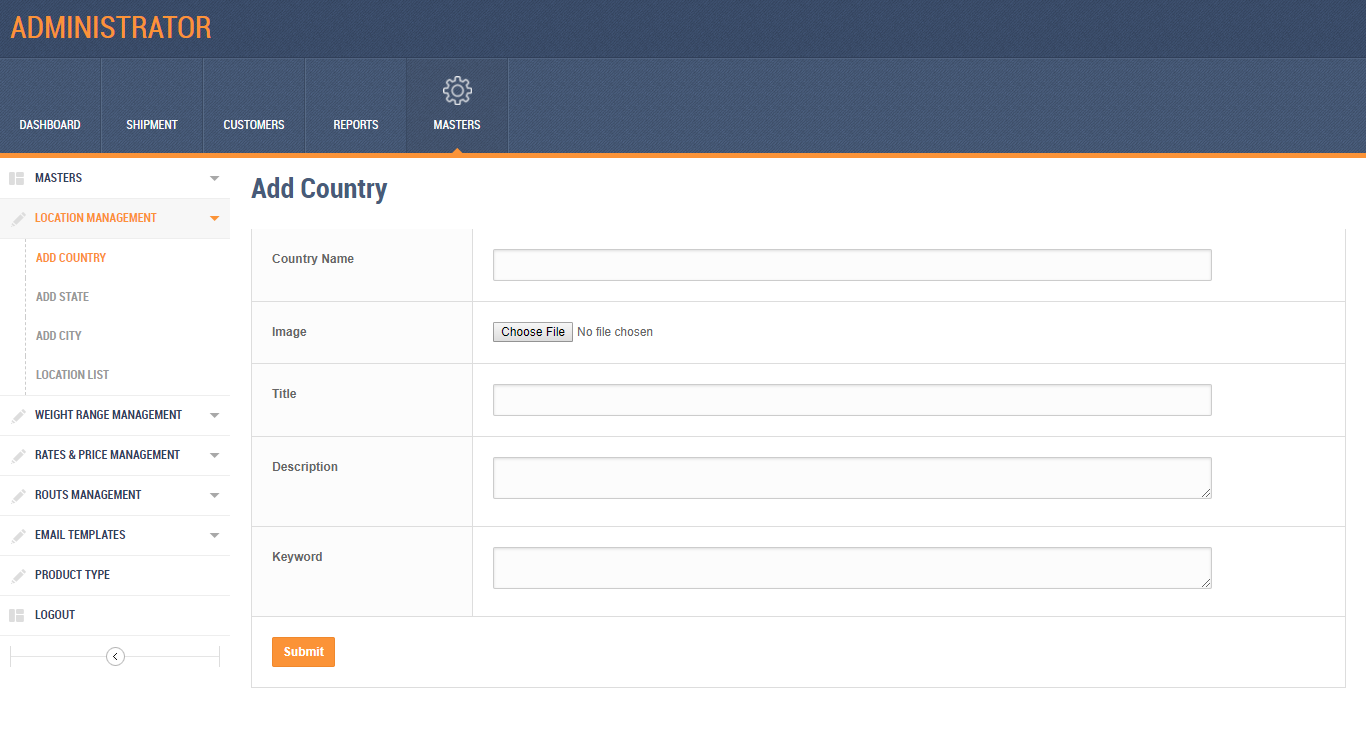 ADMINISTRATOR
DASHBOARD
SHIPMENT
CUSTOMERS
REPORTS
MASTERS
MASTERS
LOCATION MANAGEMENT
ADD COUNTRY
ADD STATE
ADD CITY
LOCATION LIST
WEIGHT RANGE MANAGEMENT
RATES & PRICE MANAGEMENT
ROUTS MANAGEMENT
EMAIL TEMPLATES
PRODUCT TYPE
LOGOUT
Add Country
Country Name
Image
Choose File No file chosen
Title
Description
Keyword
Submit